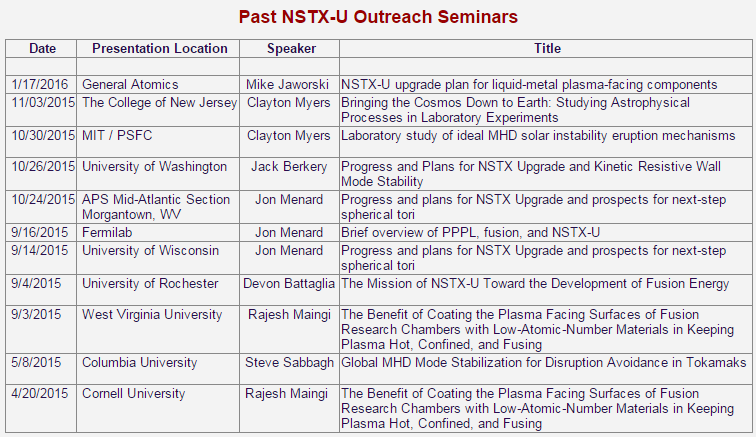 Past NSTX-U Outreach Seminars
Date Presentation Location Speaker Title
1/17/2016 General Atomics Mike Jaworski NSTX-U upgrade plan for liquid-metal plasma-facing components
11/03/2015 The College of New Jersey Clayton Myers Bringing the Cosmos Down to Earth: Studying Astrophysical
Processes in Laboratory Experiments
10/30/2015 MIT / PSFC Clayton Myers Laboratory study of ideal MHD solar instability eruption mechanisms
10/26/2015 University of Washington Jack Berkery Progress and Plans for NSTX Upgrade and Kinetic Resistive Wall
Mode Stability
10/24/2015 APS Mid-Atlantic Section Jon Menard Progress and plans for NSTX Upgrade and prospects for next-step
Morgantown, WV spherical tori
9/16/2015 Fermilab Jon Menard Brief overview of PPPL, fusion, and NSTX-U
9/14/2015 University of Wisconsin Jon Menard Progress and plans for NSTX Upgrade and prospects for next-step
spherical tori
9/4/2015 University of Rochester Devon Battaglia The Mission of NSTX-U Toward the Development of Fusion Energy
9/3/2015 West Virginia University Rajesh Maingi The Benefit of Coating the Plasma Facing Surfaces of Fusion
Research Chambers with Low-Atomic-Number Materials in Keeping
Plasma Hot, Confined, and Fusing
5/8/2015 Columbia University Steve Sabbagh Global MHD Mode Stabilization for Disruption Avoidance in Tokamaks
4/20/2015 Cornell University Rajesh Maingi The Benefit of Coating the Plasma Facing Surfaces of Fusion
Research Chambers with Low-Atomic-Number Materials in Keeping
Plasma Hot, Confined, and Fusing